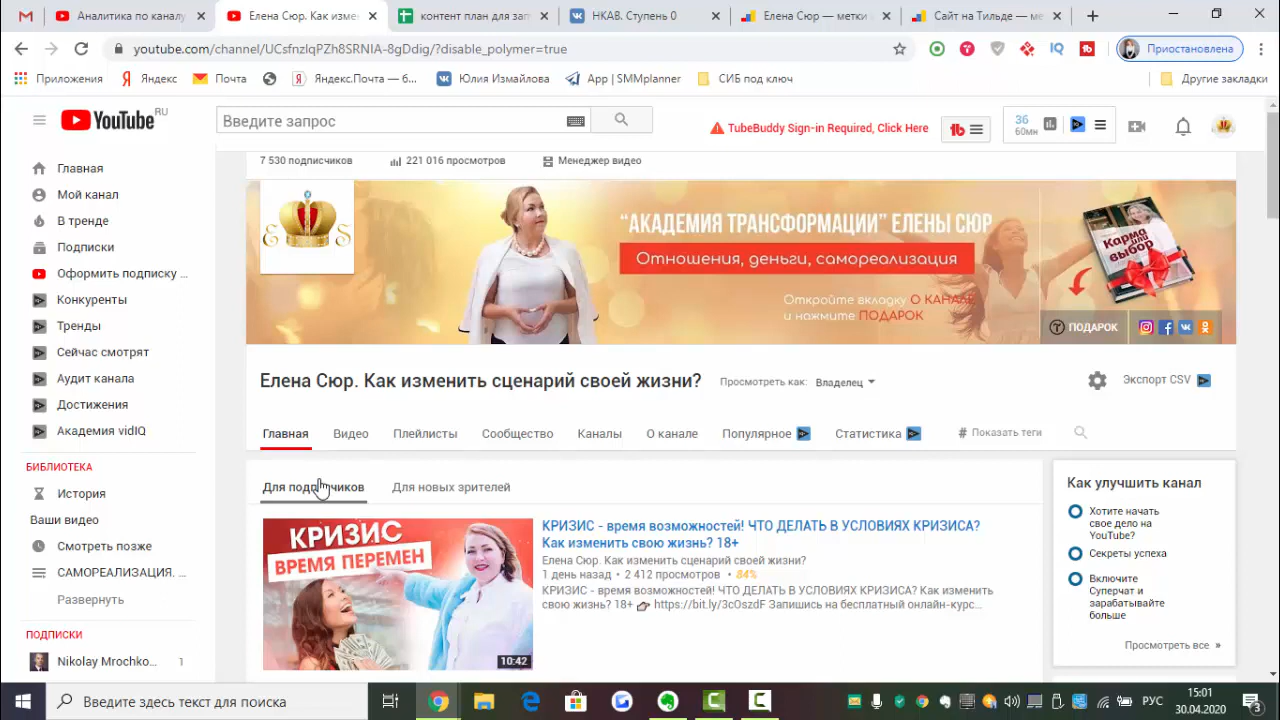 Аналитика по каналу
Елена Сюр. Как изме
контент план для зап
НКАВ. Ступень 0
Елена Сюр — метки
Сайт на Тильде — ме
youtube.com/channel/UCsfnzlqPZh8SRNIA-8gDdig/?disable_polymer=true
Приостановлена
Приложения
Яндекс
Почта
Яндекс.Почта — б...
Юлия Измайлова
App | SMMplanner
СИБ под ключ
Другие закладки
YouTube RU
Введите запрос
TubeBuddy Sign-in Required, Click Here
36
60мн
7 530 подписчиков
221 016 просмотров
Менеджер видео
Главная
Мой канал
В тренде
Подписки
Оформить подписку ...
Конкуренты
Тренды
Сейчас смотрят
Аудит канала
Достижения
Академия vidIQ
БИБЛИОТЕКА
История
Ваши видео
Смотреть позже
САМОРЕАЛИЗАЦИЯ. ...
Развернуть
ПОДПИСКИ
Nikolay Mrochko... 1
E S
“АКАДЕМИЯ ТРАНСФОРМАЦИИ” ЕЛЕНЫ СЮР
Отношения, деньги, самореализация
Откройте вкладку О КАНАЛЕ
и нажмите ПОДАРОК
Карма
или
выбор
ПОДАРОК
Елена Сюр. Как изменить сценарий своей жизни?
Просмотреть как: Владелец
Экспорт CSV
Главная
Видео
Плейлисты
Сообщество
Каналы
О канале
Популярное
Статистика
# Показать теги
Для подписчиков
Для новых зрителей
КРИЗИС
ВРЕМЯ ПЕРЕМЕН
10:42
КРИЗИС - время возможностей! ЧТО ДЕЛАТЬ В УСЛОВИЯХ КРИЗИСА?
Как изменить свою жизнь? 18+
Елена Сюр. Как изменить сценарий своей жизни?
1 день назад • 2 412 просмотров • 84%
КРИЗИС - время возможностей! ЧТО ДЕЛАТЬ В УСЛОВИЯХ КРИЗИСА? Как изменить
свою жизнь? 18+ https://bit.ly/3cOszdF Запишись на бесплатный онлайн-курс...
Как улучшить канал
Хотите начать
свое дело на
YouTube?
Секреты успеха
Включите
Суперчат и
зарабатывайте
больше
Просмотреть все »
Введите здесь текст для поиска
РУС
15:01
30.04.2020
3